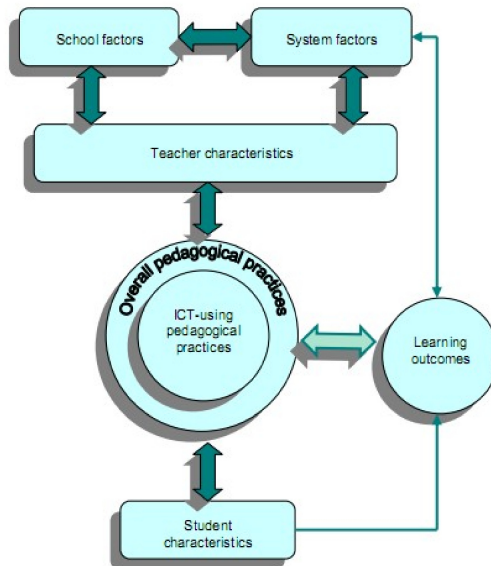 School factors
System factors
Teacher characteristics
Overall pedagogical practices
ICT-using
pedagogical
practices
Learning
outcomes
Student
characteristics